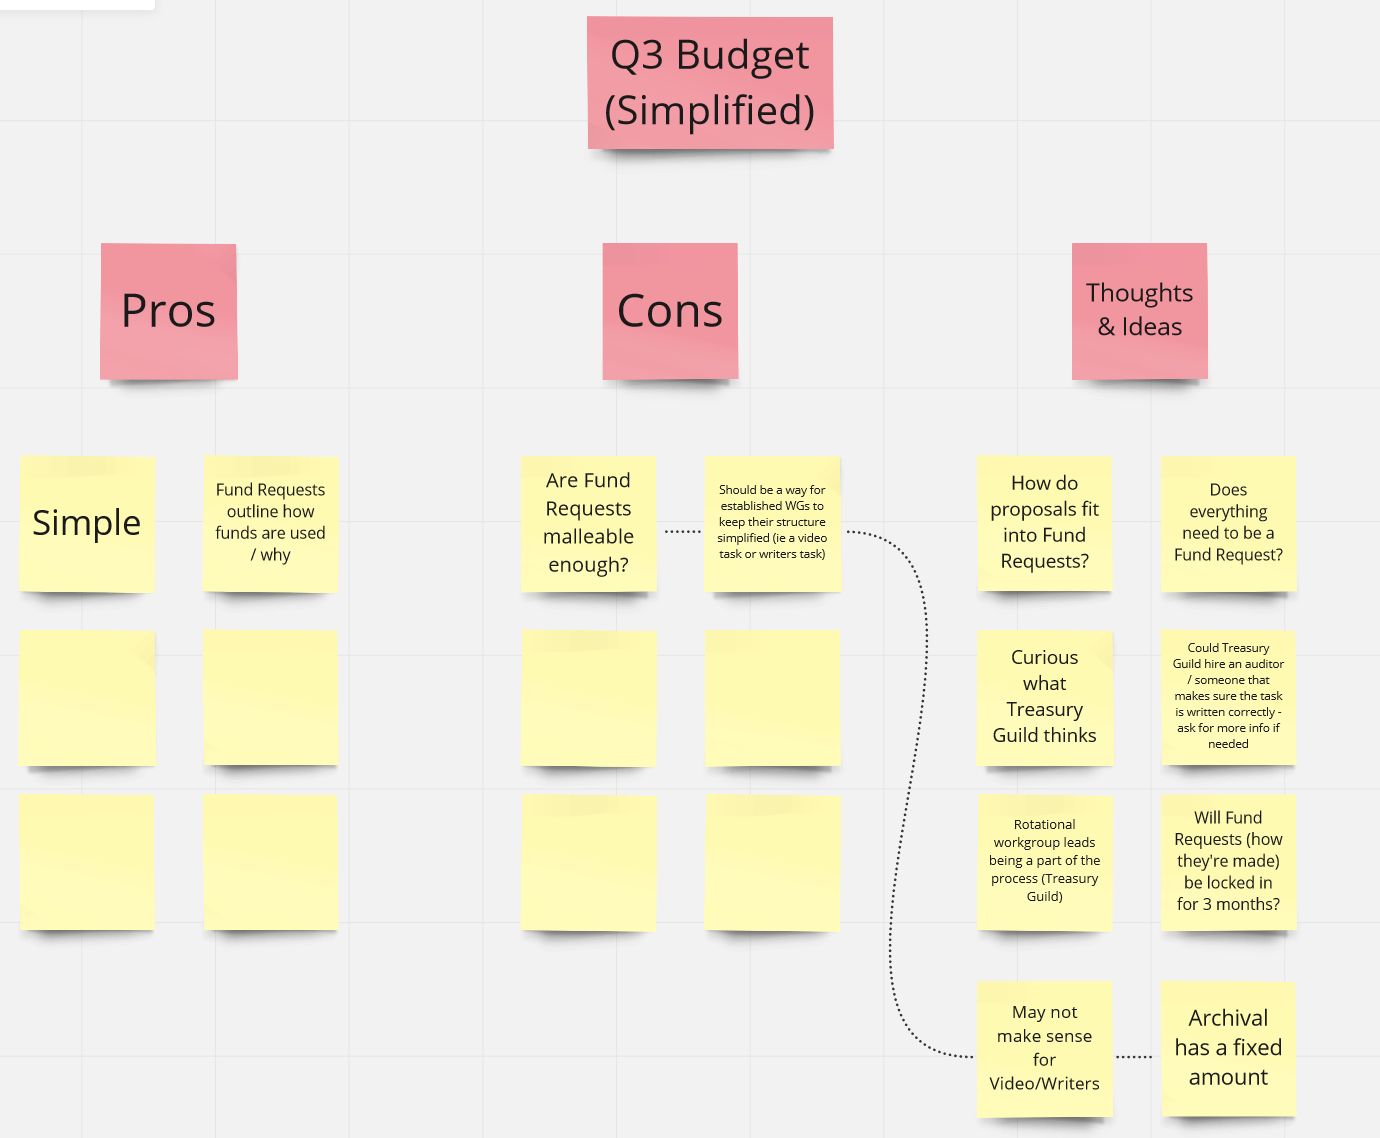 Q3 Budget
(Simplified)
Pros
Cons
Thoughts
& Ideas
Simple
Fund Requests
outline how
funds are used
/ why
Are Fund
Requests
malleable
enough?
Should be a way for
established WGs to
keep their structure
simplified (ie a video
task or writers task)
How do
proposals fit
into Fund
Requests?
Does
everything
need to be a
Fund Request?
Curious
what
Treasury
Guild thinks
Could Treasury
Guild hire an auditor
/ someone that
makes sure the task
is written correctly -
ask for more info if
needed
Rotational
workgroup leads
being a part of the
process (Treasury
Guild)
Will Fund
Requests (how
they're made)
be locked in
for 3 months?
May not
make sense
for
Video/Writers
Archival
has a fixed
amount